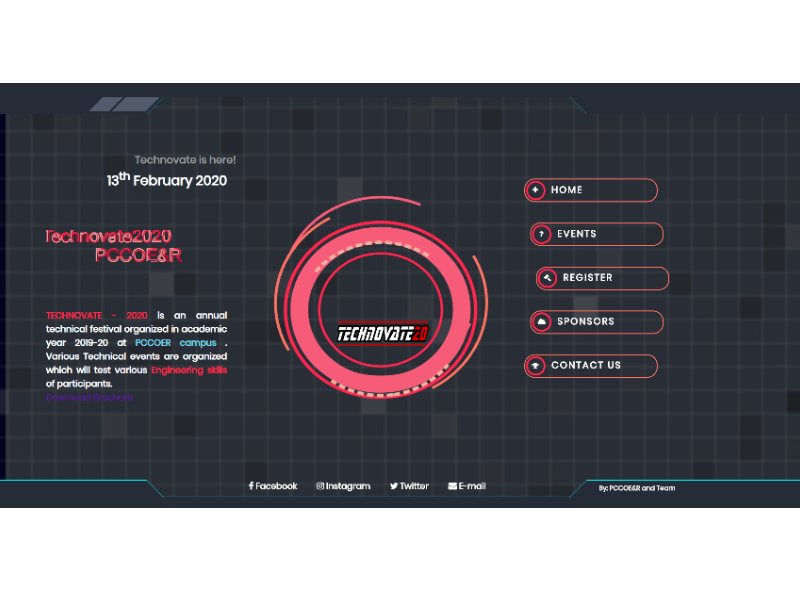 Technovate is here!
13th February 2020
Technovate2020
PCCOE&R
TECHNOVATE - 2020 is an annual
technical festival organized in academic
year 2019-20 at PCCOER campus .
Various Technical events are organized
which will test various Engineering skills
of participants.
Download Brochure
TECHNOVATE20
HOME
EVENTS
REGISTER
SPONSORS
CONTACT US
Facebook Instagram Twitter E-mail
By: PCCOE&R and Team